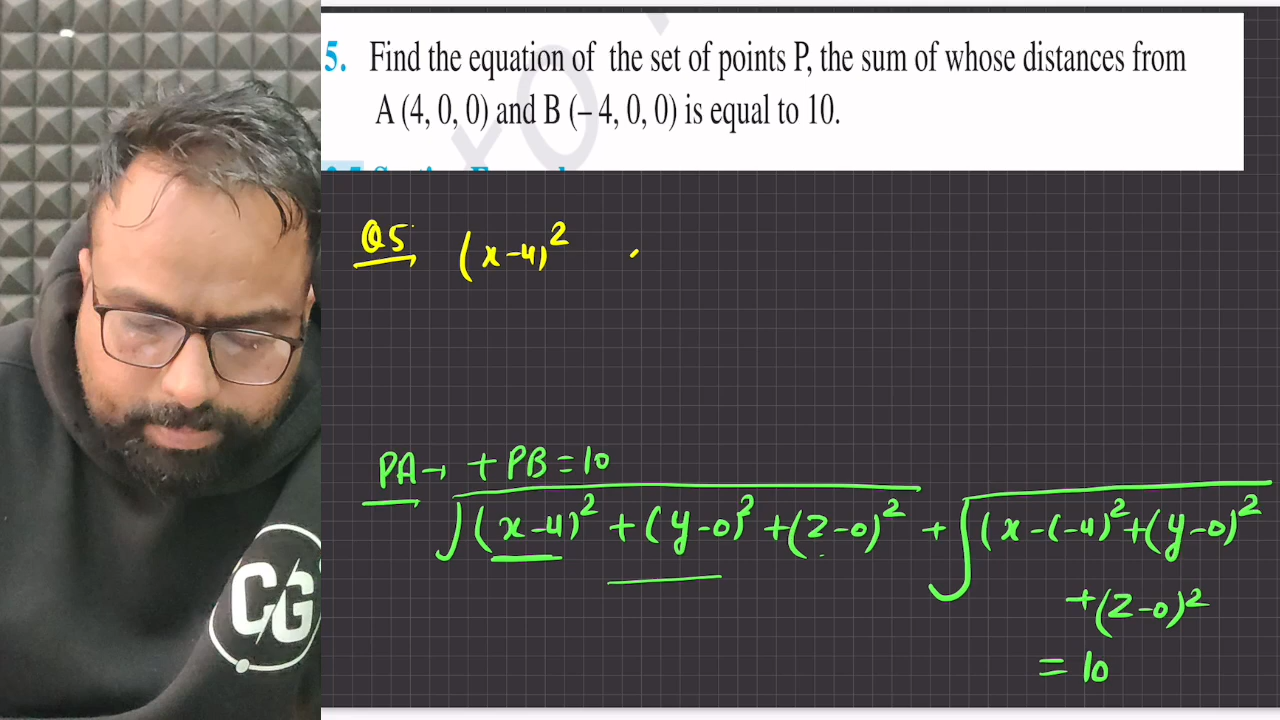 5. Find the equation of the set of points P, the sum of whose distances from
A (4, 0, 0) and B (– 4, 0, 0) is equal to 10.
Q5 (x-4)²
PA → + PB = 10
√(x-4)² + (y-0)² + (z-0)² + √(x-(-4)² + (y-0)²
+ (z-0)²
= 10
CG